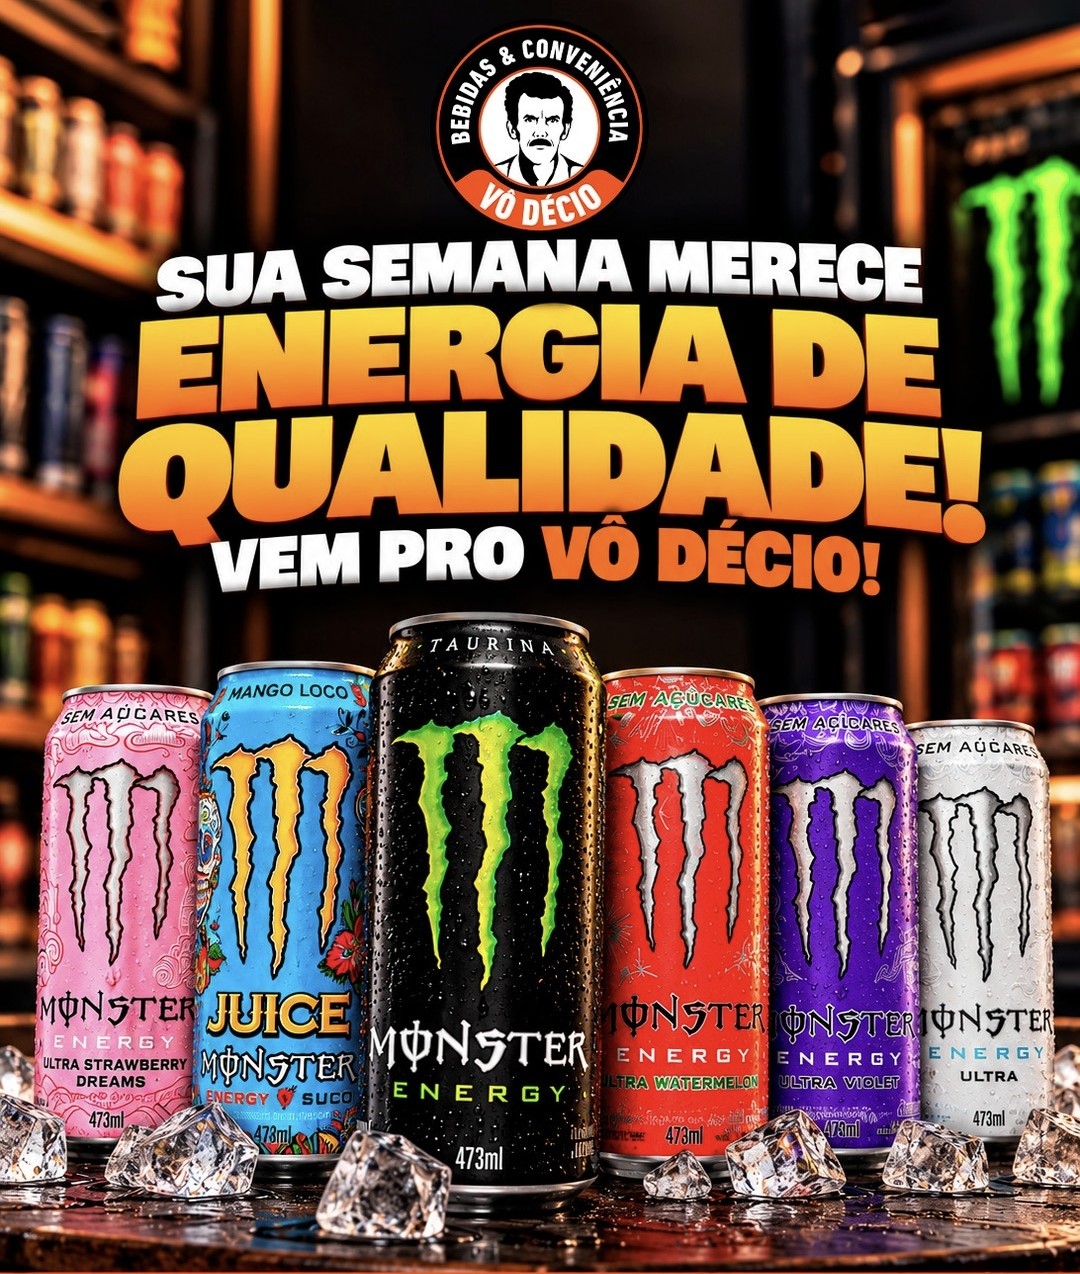 BEBIDAS & CONVENIÊNCIA
VÔ DÉCIO
SUA SEMANA MERECE
ENERGIA DE
QUALIDADE!
VEM PRO VÔ DÉCIO!
SEM AÇÚCARES
MONSTER
ENERGY
ULTRA STRAWBERRY
DREAMS
473ml
MANGO LOCO
JUICE
MONSTER
ENERGY SUCO
473ml
TAURINA
MONSTER
ENERGY
473ml
SEM AÇÚCARES
MONSTER
ENERGY
ULTRA WATERMELON
473ml
SEM AÇÚCARES
MONSTER
ENERGY
ULTRA VIOLET
473ml
SEM AÇÚCARES
MONSTER
ENERGY
ULTRA
473ml